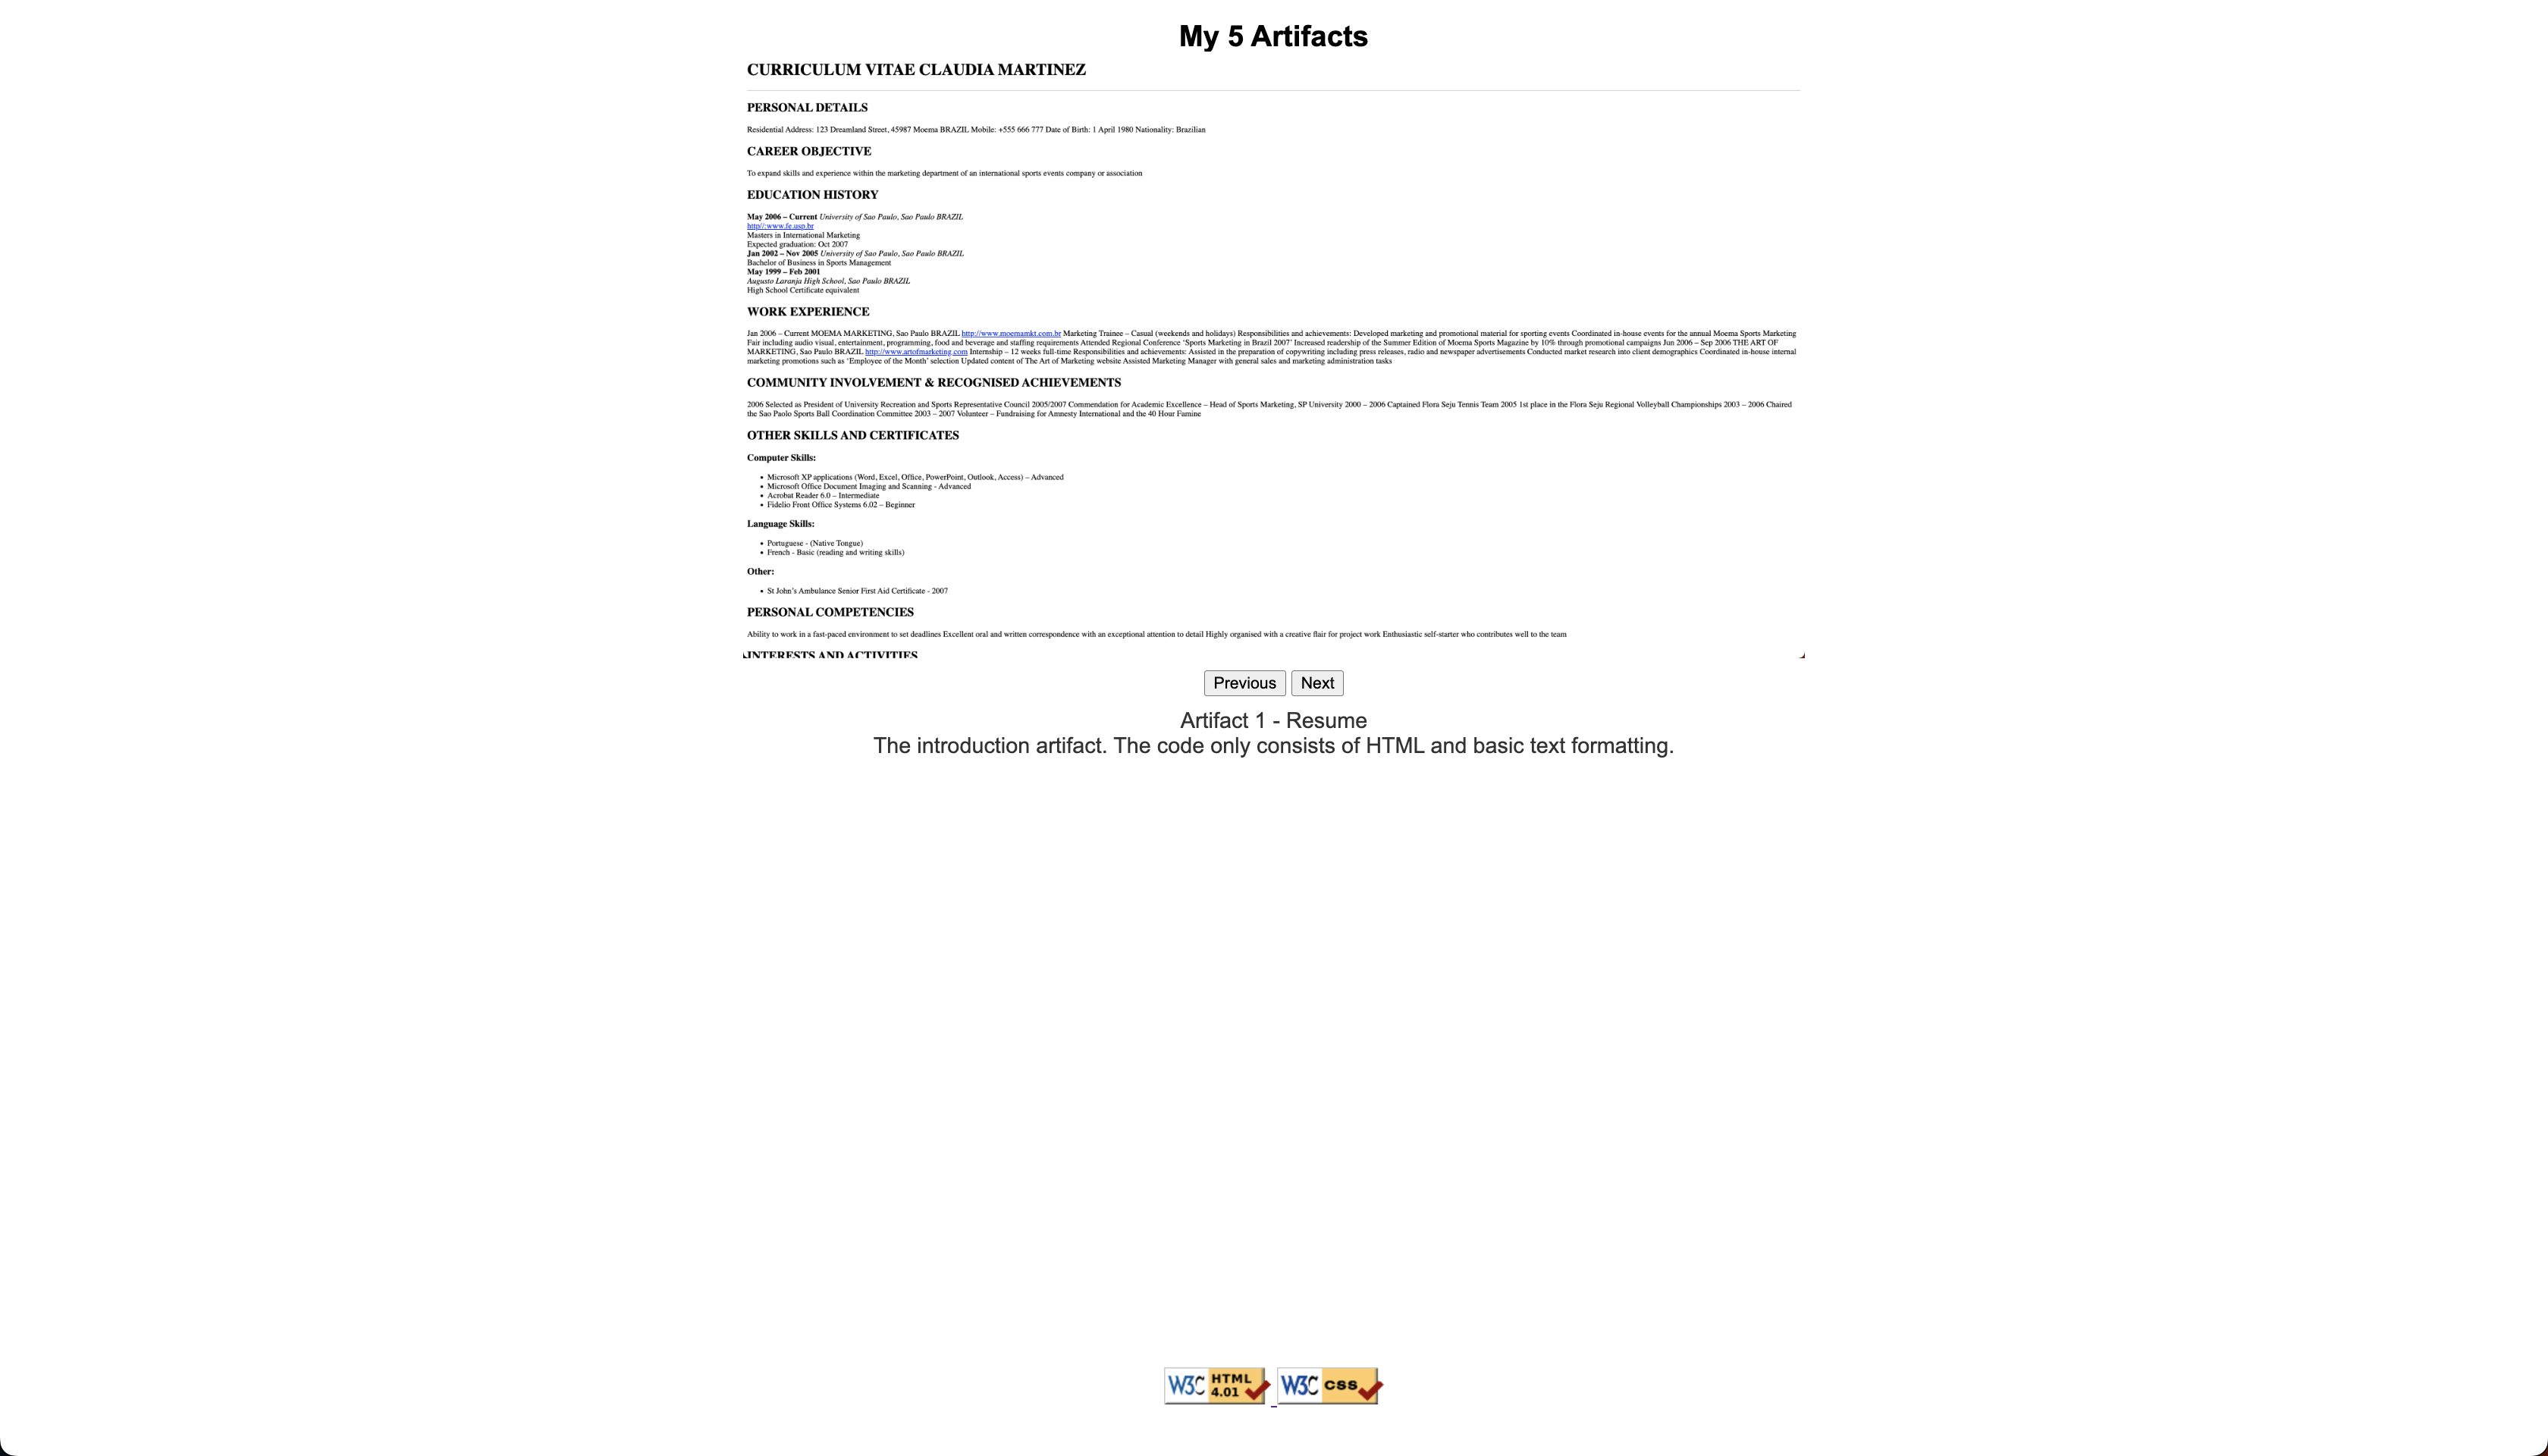 My 5 Artifacts
CURRICULUM VITAE CLAUDIA MARTINEZ
PERSONAL DETAILS
Residential Address: 123 Dreamland Street, 45987 Moema BRAZIL Mobile: +555 666 777 Date of Birth: 1 April 1980 Nationality: Brazilian
CAREER OBJECTIVE
To expand skills and experience within the marketing department of an international sports events company or association
EDUCATION HISTORY
May 2006 – Current University of Sao Paulo, Sao Paulo BRAZIL
http//:www.fe.usp.br
Masters in International Marketing
Expected graduation: Oct 2007
Jan 2002 – Nov 2005 University of Sao Paulo, Sao Paulo BRAZIL
Bachelor of Business in Sports Management
May 1999 – Feb 2001
Augusto Laranja High School, Sao Paulo BRAZIL
High School Certificate equivalent
WORK EXPERIENCE
Jan 2006 – Current MOEMA MARKETING, Sao Paulo BRAZIL http://www.moemamkt.com.br Marketing Trainee – Casual (weekends and holidays) Responsibilities and achievements: Developed marketing and promotional material for sporting events Coordinated in-house events for the annual Moema Sports Marketing
Fair including audio visual, entertainment, programming, food and beverage and staffing requirements Attended Regional Conference ‘Sports Marketing in Brazil 2007’ Increased readership of the Summer Edition of Moema Sports Magazine by 10% through promotional campaigns Jun 2006 – Sep 2006 THE ART OF
MARKETING, Sao Paulo BRAZIL http://www.artofmarketing.com Internship – 12 weeks full-time Responsibilities and achievements: Assisted in the preparation of copywriting including press releases, radio and newspaper advertisements Conducted market research into client demographics Coordinated in-house internal
marketing promotions such as ‘Employee of the Month’ selection Updated content of The Art of Marketing website Assisted Marketing Manager with general sales and marketing administration tasks
COMMUNITY INVOLVEMENT & RECOGNISED ACHIEVEMENTS
2006 Selected as President of University Recreation and Sports Representative Council 2005/2007 Commendation for Academic Excellence – Head of Sports Marketing, SP University 2000 – 2006 Captained Flora Seju Tennis Team 2005 1st place in the Flora Seju Regional Volleyball Championships 2003 – 2006 Chaired
the Sao Paolo Sports Ball Coordination Committee 2003 – 2007 Volunteer – Fundraising for Amnesty International and the 40 Hour Famine
OTHER SKILLS AND CERTIFICATES
Computer Skills:
• Microsoft XP applications (Word, Excel, Office, PowerPoint, Outlook, Access) – Advanced
• Microsoft Office Document Imaging and Scanning - Advanced
• Acrobat Reader 6.0 – Intermediate
• Fidelio Front Office Systems 6.02 – Beginner
Language Skills:
• Portuguese - (Native Tongue)
• French - Basic (reading and writing skills)
Other:
• St John’s Ambulance Senior First Aid Certificate - 2007
PERSONAL COMPETENCIES
Ability to work in a fast-paced environment to set deadlines Excellent oral and written correspondence with an exceptional attention to detail Highly organised with a creative flair for project work Enthusiastic self-starter who contributes well to the team
INTERESTS AND ACTIVITIES
Previous Next
Artifact 1 - Resume
The introduction artifact. The code only consists of HTML and basic text formatting.
W3C HTML 4.01 W3C CSS